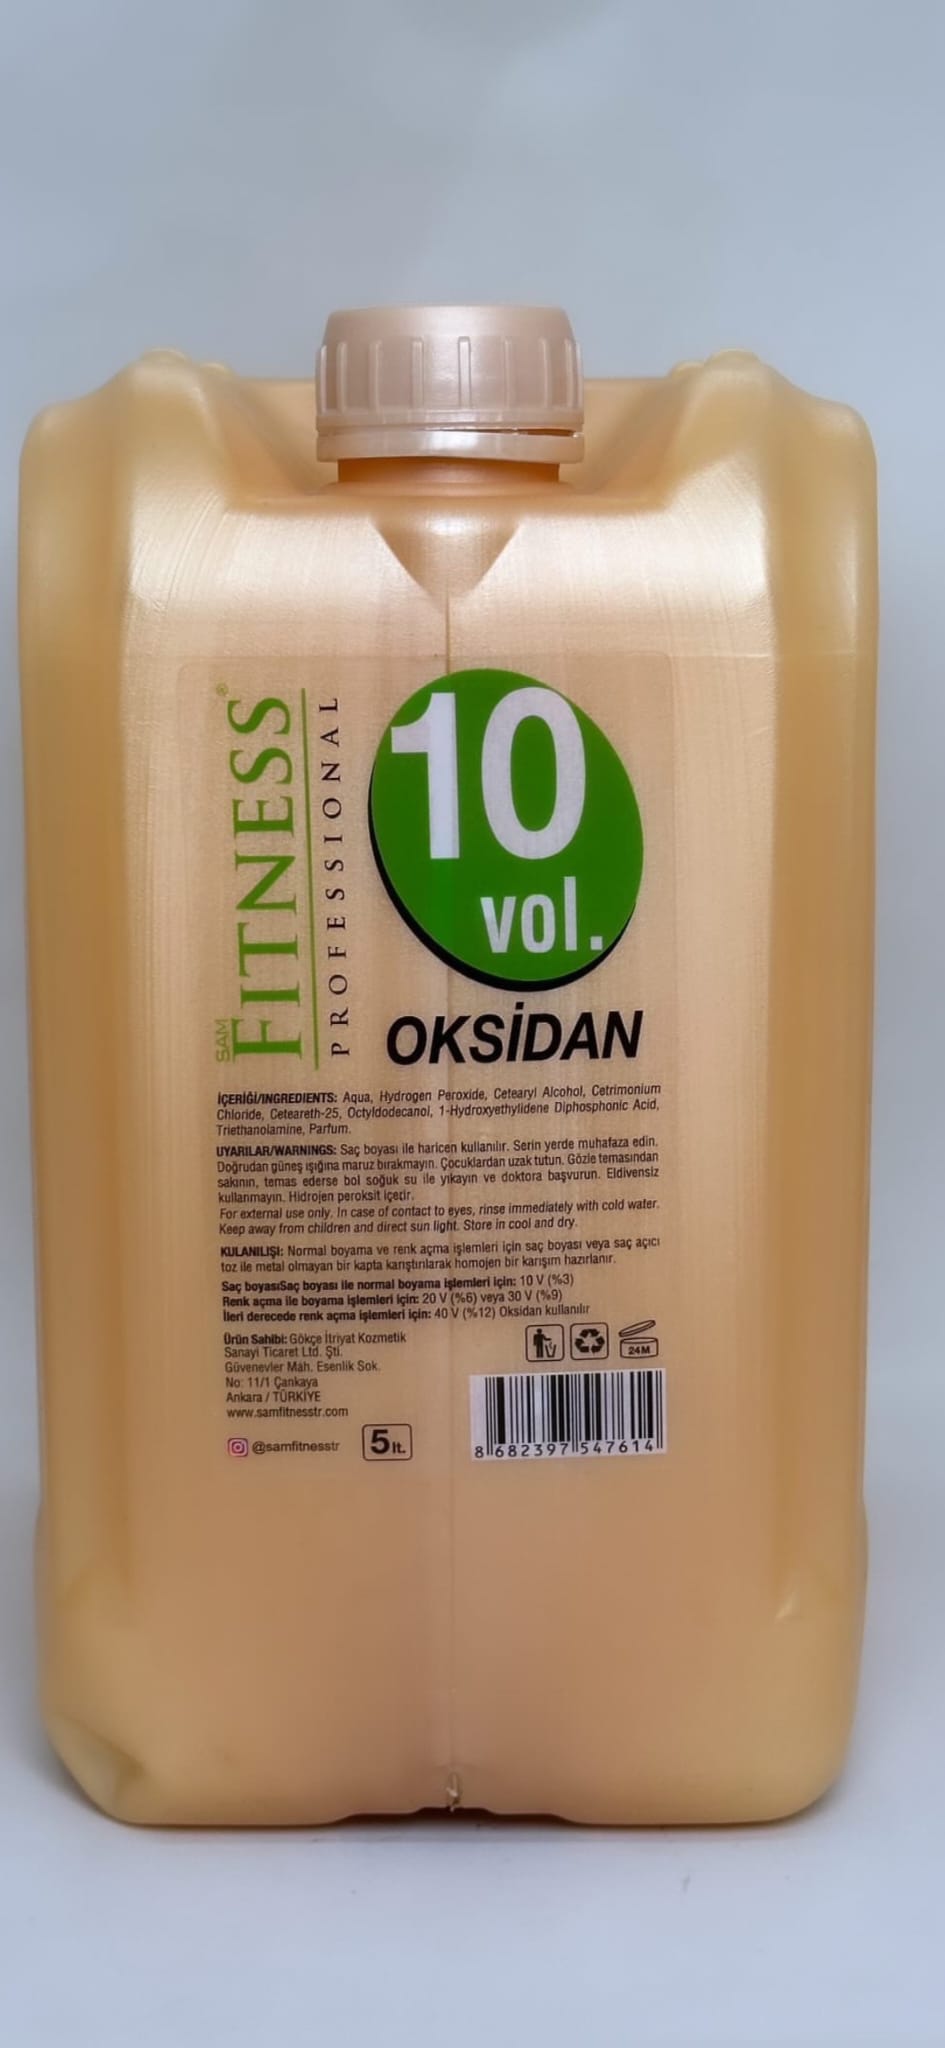 SAM
FITNESS®
PROFESSIONAL
10
vol.
OKSİDAN
İÇERİĞİ/INGREDIENTS: Aqua, Hydrogen Peroxide, Cetearyl Alcohol, Cetrimonium
Chloride, Ceteareth-25, Octyldodecanol, 1-Hydroxyethylidene Diphosphonic Acid,
Triethanolamine, Parfum.
UYARILAR/WARNINGS: Saç boyası ile haricen kullanılır. Serin yerde muhafaza edin.
Doğrudan güneş ışığına maruz bırakmayın. Çocuklardan uzak tutun. Gözle temasından
sakının, temas ederse bol soğuk su ile yıkayın ve doktora başvurun. Eldivensiz
kullanmayın. Hidrojen peroksit içerir.
For external use only. In case of contact to eyes, rinse immediately with cold water.
Keep away from children and direct sun light. Store in cool and dry.
KULANILIŞI: Normal boyama ve renk açma işlemleri için saç boyası veya saç açıcı
toz ile metal olmayan bir kapta karıştırılarak homojen bir karışım hazırlanır.
Saç boyasıSaç boyası ile normal boyama işlemleri için: 10 V (%3)
Renk açma ile boyama işlemleri için: 20 V (%6) veya 30 V (%9)
İleri derecede renk açma işlemleri için: 40 V (%12) Oksidan kullanılır
Ürün Sahibi: Gökçe İtriyat Kozmetik
Sanayi Ticaret Ltd. Şti.
Güvenevler Mah. Esenlik Sok.
No: 11/1 Çankaya
Ankara / TÜRKİYE
www.samfitnesstr.com
@samfitnesstr
5lt.
24M
8 682397 547614